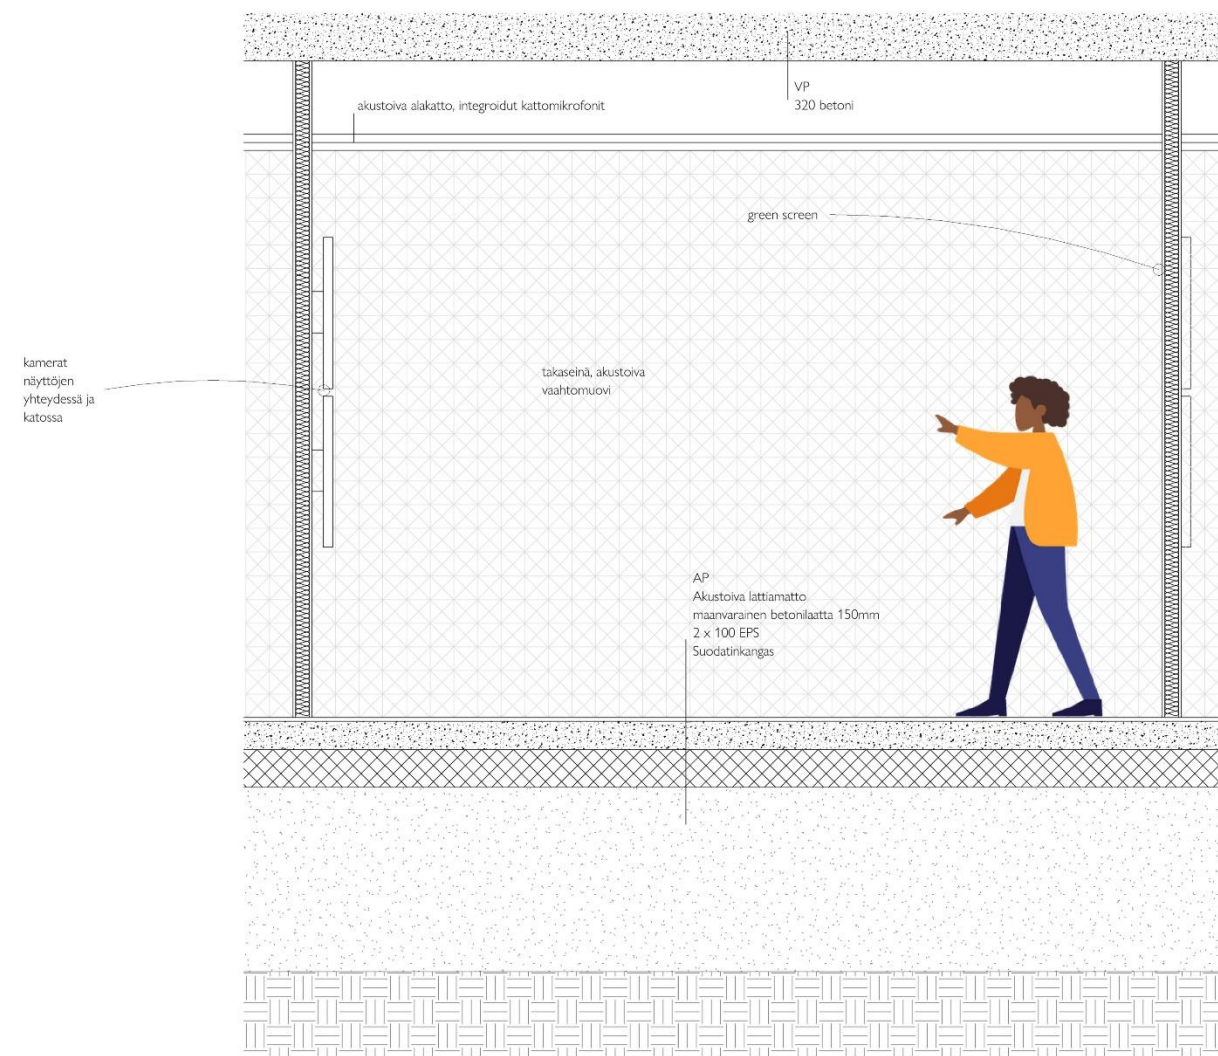 VP
320 betoni
akustoiva alakatto, integroidut kattomikrofonit
green screen
kamerat
näyttöjen
yhteydessä ja
katossa
takaseinä, akustoiva
vaahtomuovi
AP
Akustoiva lattiamatto
maanvarainen betonilaatta 150mm
2 x 100 EPS
Suodatinkangas